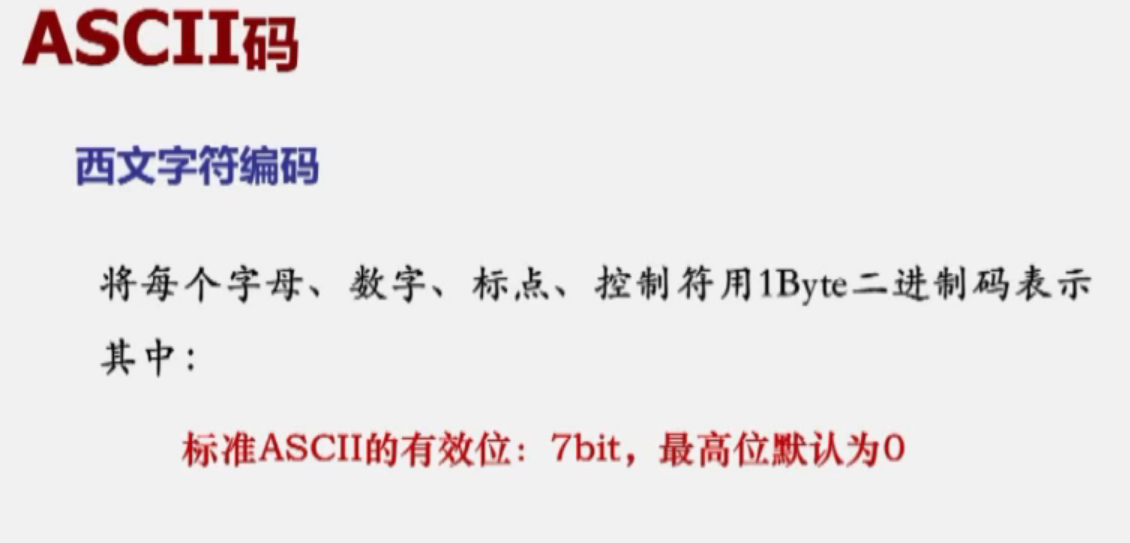 ASCII码
西文字符编码
将每个字母、数字、标点、控制符用1Byte二进制码表示
其中：
标准ASCII的有效位：7bit，最高位默认为0